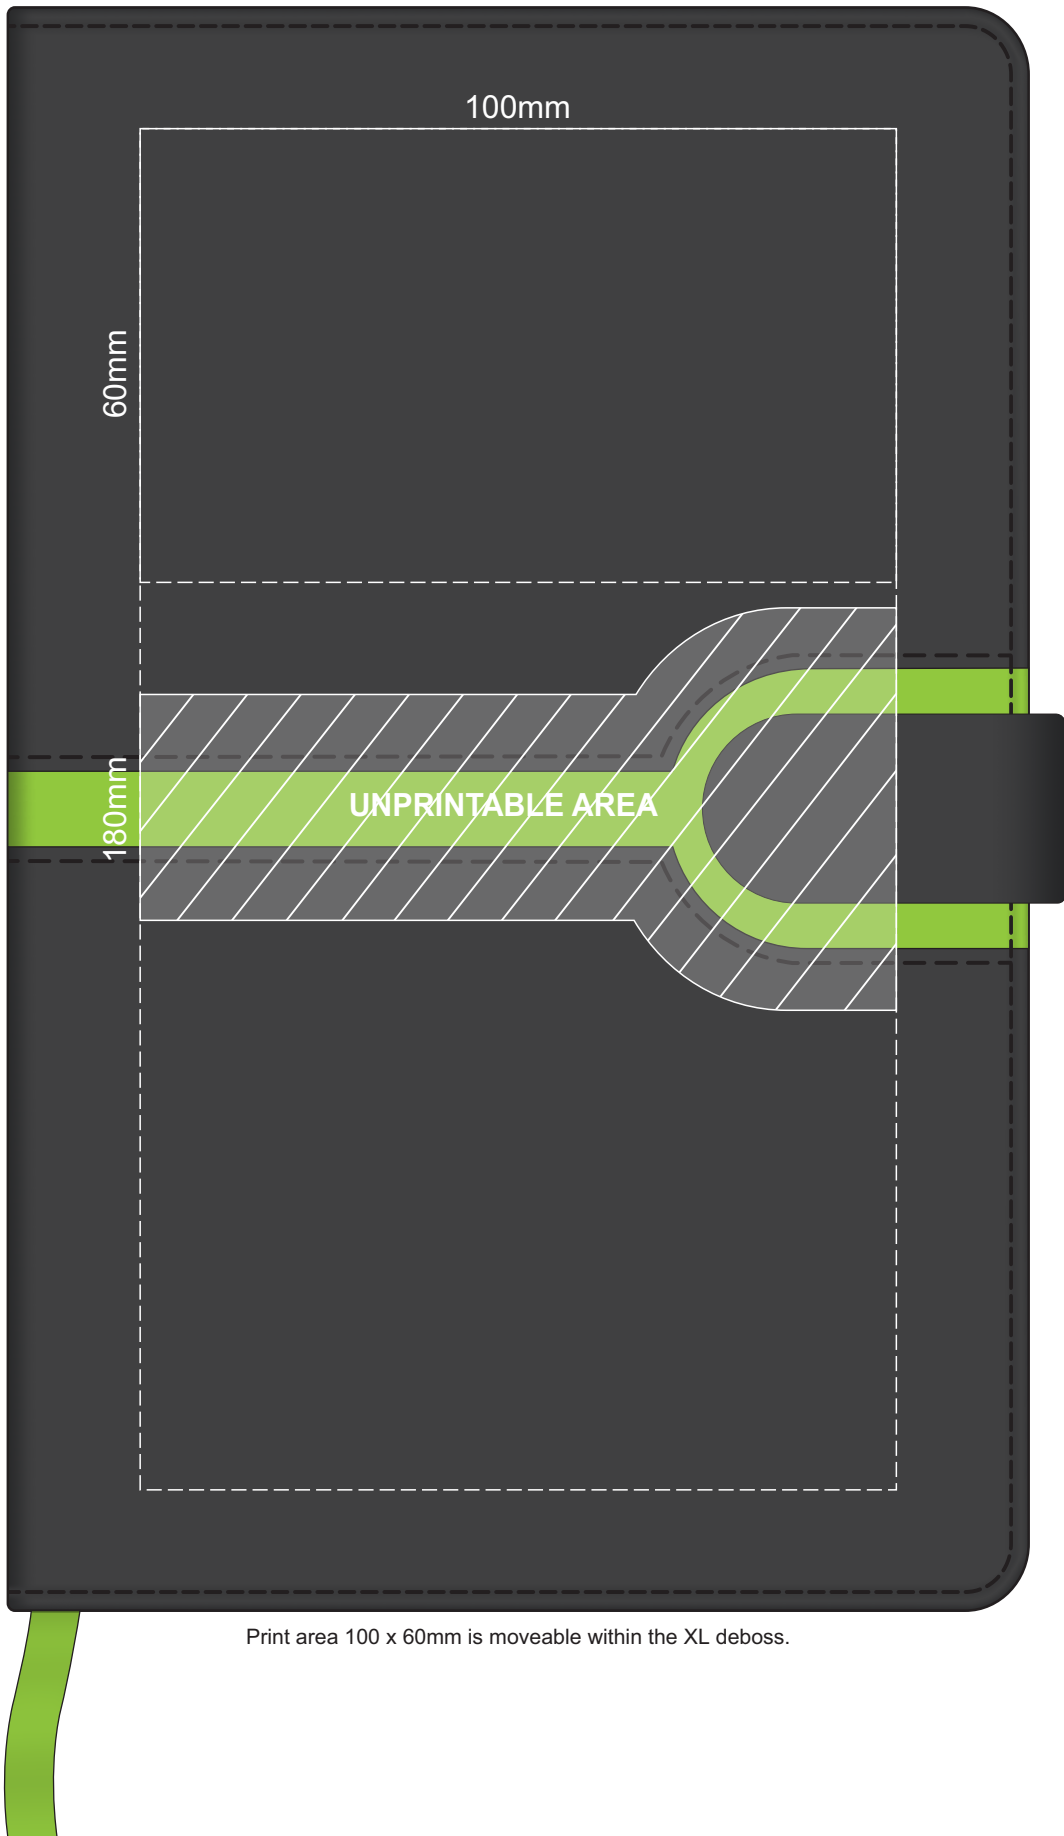 100mm
60mm
180mm
UNPRINTABLE AREA
Print area 100 x 60mm is moveable within the XL deboss.